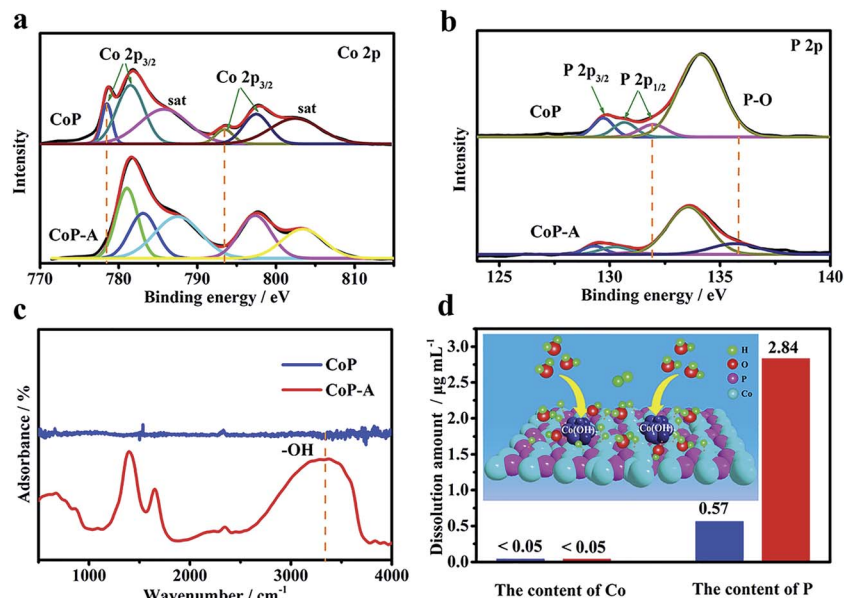 a
Co 2p
Co 2p3/2
Co 2p3/2
sat
sat
CoP
CoP-A
Intensity
770 780 790 800 810
Binding energy / eV
b
P 2p
P 2p3/2
P 2p1/2
P-O
CoP
CoP-A
Intensity
125 130 135 140
Binding energy / eV
c
CoP
CoP-A
-OH
Adsorbance / %
1000 2000 3000 4000
Wavenumber / cm-1
d
Dissolution amount / μg mL-1
3.0
2.5
2.0
1.5
1.0
0.5
0.0
H
O
P
Co
Co(OH)x
Co(OH)x
< 0.05
< 0.05
0.57
2.84
The content of Co
The content of P